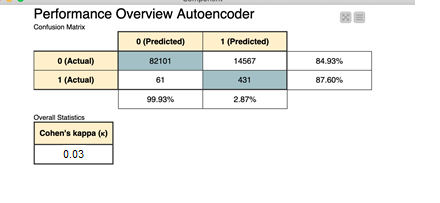 Performance Overview Autoencoder
Confusion Matrix
0 (Predicted) 1 (Predicted)
0 (Actual) 82101 14567 84.93%
1 (Actual) 61 431 87.60%
99.93% 2.87%
Overall Statistics
Cohen's kappa (κ)
0.03